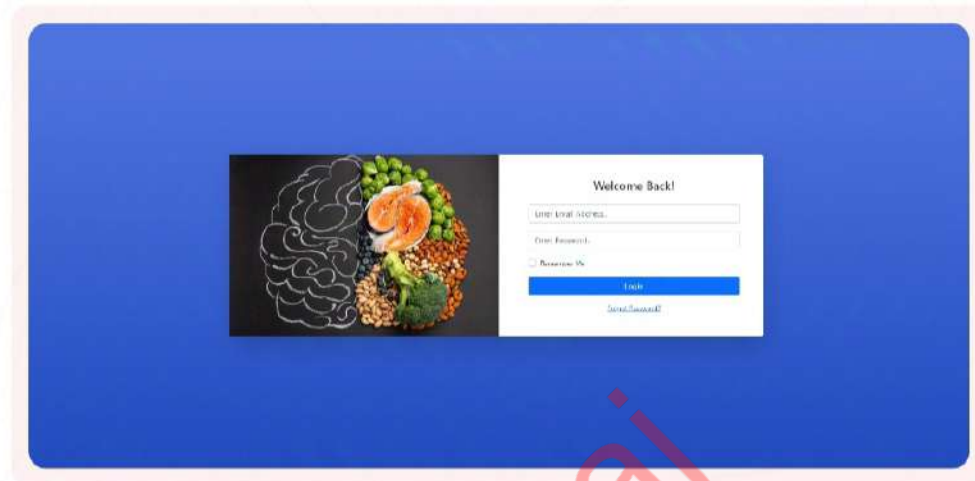 Welcome Back!
Enter Email Address...
Enter Password...
Remember Me
Login
Forgot Password?